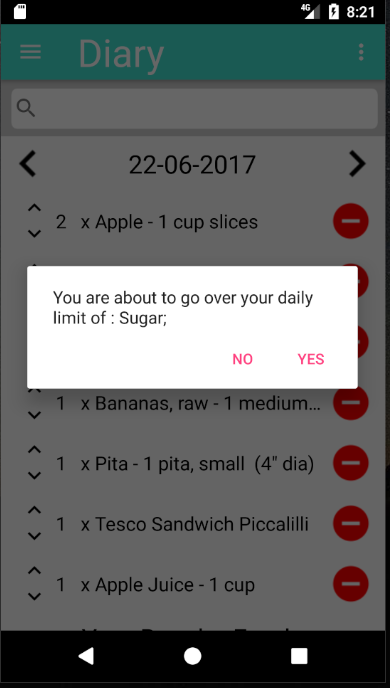 4G 8:21
Diary
22-06-2017
2 x Apple - 1 cup slices
You are about to go over your daily
limit of : Sugar;
NO YES
1 x Bananas, raw - 1 medium...
1 x Pita - 1 pita, small (4" dia)
1 x Tesco Sandwich Piccalilli
1 x Apple Juice - 1 cup